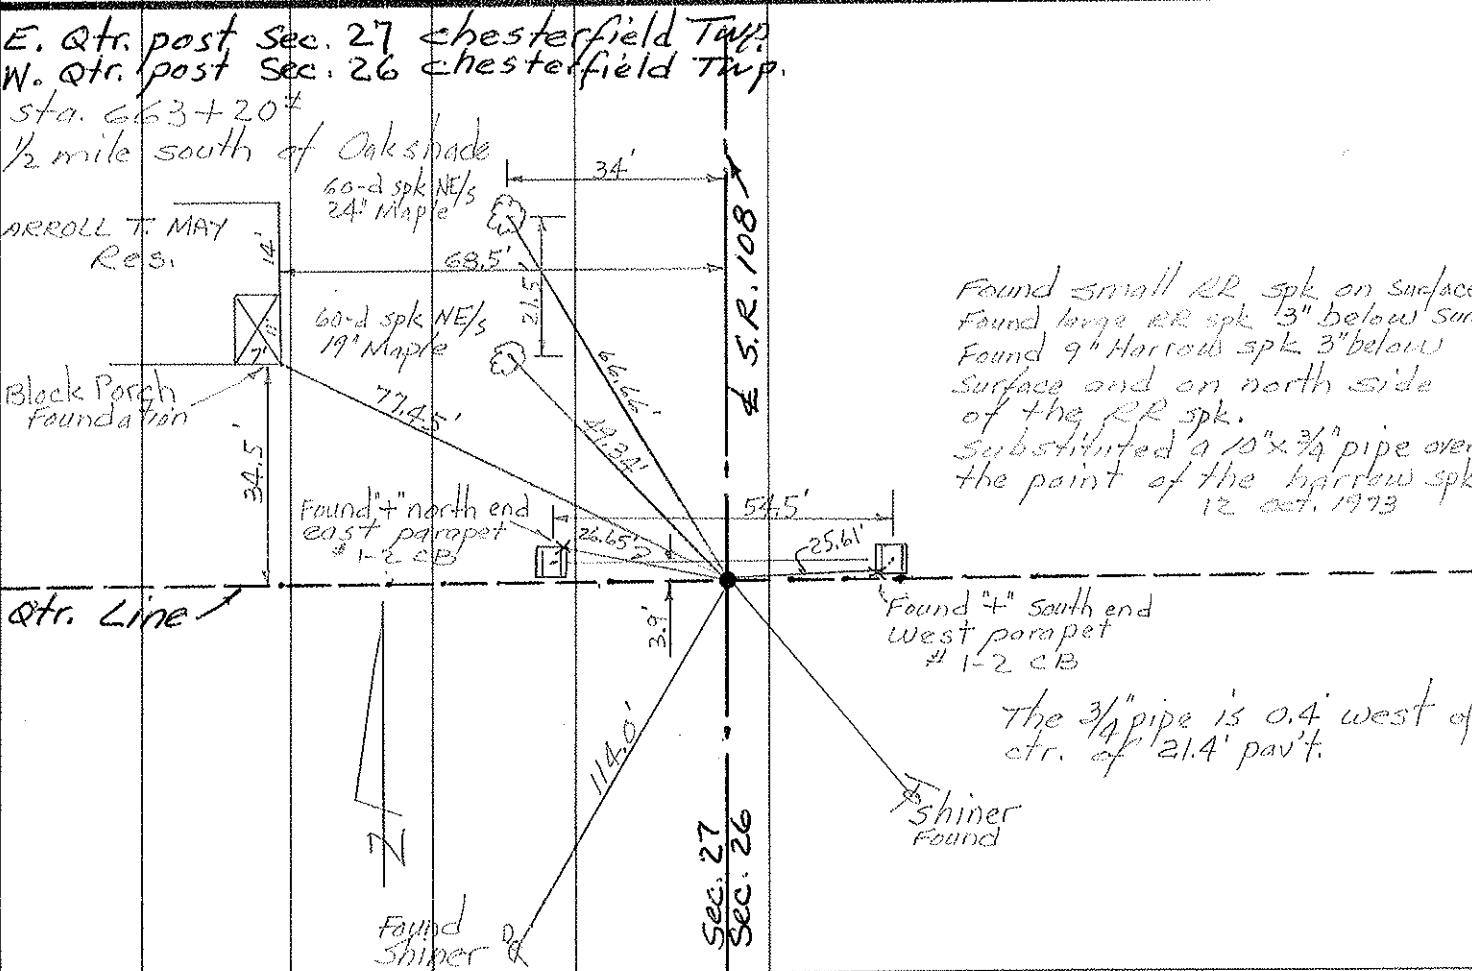 E. Qtr. post Sec. 27 Chesterfield Twp.
W. Qtr. post Sec. 26 Chesterfield Twp.
Sta. 663+20±
1/2 mile south of Oakshade
34'
60-d spk NE/s
24" Maple
ARROLL T. MAY
Res.
14'
68.5'
21.5'
℄ S.R. 108
60-d spk NE/s
19" Maple
11'
7'
Block Porch
Foundation
34.5'
77.45'
66.66'
49.34'
Found small RR spk on surface
Found large RR spk 3" below Sur
Found 9" Harrow spk 3" below
surface and on north side
of the RR spk.
Substituted a 10" x 3/4" pipe over
the point of the harrow spk
12 Oct. 1973
Found "+" north end
east parapet
# 1-2 CB
54.5'
26.65'
25.61'
Qtr. Line
3.9'
Found "+" South end
West parapet
# 1-2 CB
The 3/4" pipe is 0.4' west of
ctr. of 21.4' pav't.
114.0'
Shiner
Found
N
Sec. 27
Sec. 26
Found
Shiner